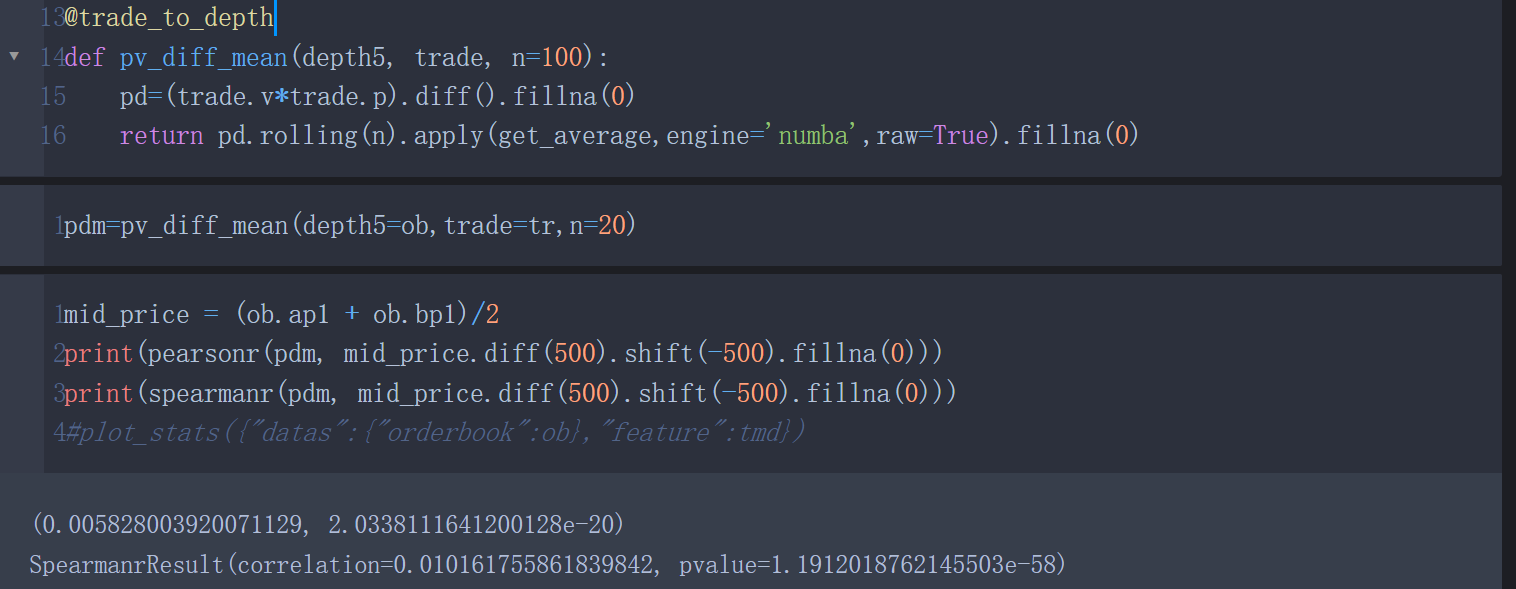 13@trade_to_depth
14def pv_diff_mean(depth5, trade, n=100):
15    pd=(trade.v*trade.p).diff().fillna(0)
16    return pd.rolling(n).apply(get_average,engine='numba',raw=True).fillna(0)
1pdm=pv_diff_mean(depth5=ob,trade=tr,n=20)
1mid_price = (ob.ap1 + ob.bp1)/2
2print(pearsonr(pdm, mid_price.diff(500).shift(-500).fillna(0)))
3print(spearmanr(pdm, mid_price.diff(500).shift(-500).fillna(0)))
4#plot_stats({"datas":{"orderbook":ob},"feature":tmd})
(0.005828003920071129, 2.0338111641200128e-20)
SpearmanrResult(correlation=0.010161755861839842, pvalue=1.1912018762145503e-58)